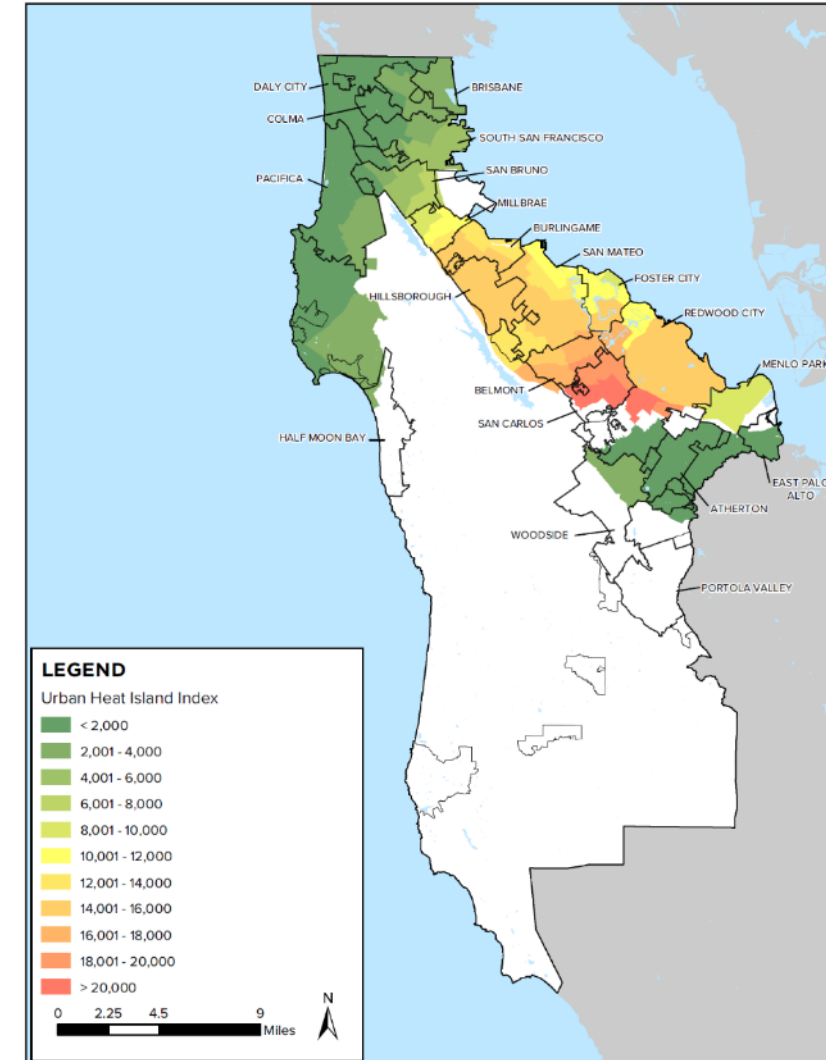 DALY CITY
BRISBANE
COLMA
SOUTH SAN FRANCISCO
SAN BRUNO
PACIFICA
MILLBRAE
BURLINGAME
SAN MATEO
FOSTER CITY
HILLSBOROUGH
REDWOOD CITY
MENLO PARK
BELMONT
SAN CARLOS
HALF MOON BAY
EAST PALO
ALTO
ATHERTON
WOODSIDE
PORTOLA VALLEY
LEGEND
Urban Heat Island Index
< 2,000
2,001 - 4,000
4,001 - 6,000
6,001 - 8,000
8,001 - 10,000
10,001 - 12,000
12,001 - 14,000
14,001 - 16,000
16,001 - 18,000
18,001 - 20,000
> 20,000
N
0 2.25 4.5 9
Miles